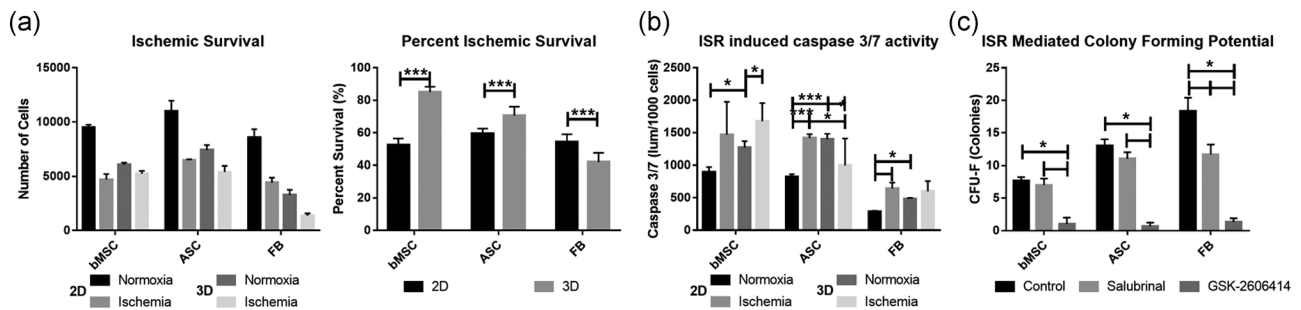 (a)
Ischemic Survival
Number of Cells
15000
10000
5000
0
bMSC
ASC
FB
2D
Normoxia
Ischemia
3D
Normoxia
Ischemia
Percent Ischemic Survival
Percent Survival (%)
100
80
60
40
20
0
***
***
***
bMSC
ASC
FB
2D
3D
(b)
ISR induced caspase 3/7 activity
Caspase 3/7 (lum/1000 cells)
2500
2000
1500
1000
500
0
*
*
***
*
***
*
*
bMSC
ASC
FB
2D
Normoxia
Ischemia
3D
Normoxia
Ischemia
(c)
ISR Mediated Colony Forming Potential
CFU-F (Colonies)
25
20
15
10
5
0
*
*
*
bMSC
ASC
FB
Control
Salubrinal
GSK-2606414